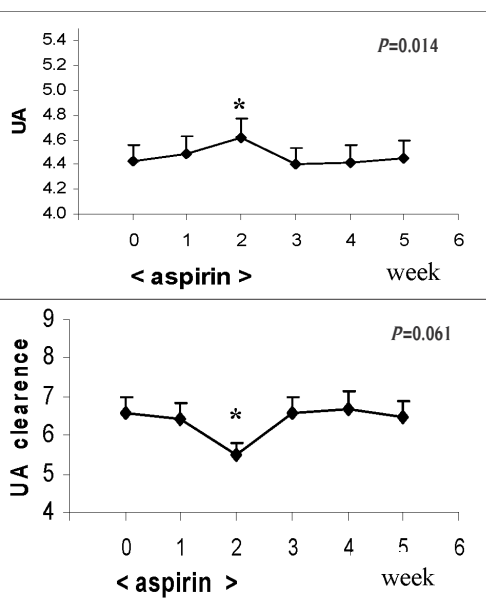 5.4
P=0.014
5.2
5.0
4.8
*
UA
4.6
4.4
4.2
4.0
0 1 2 3 4 5 6
< aspirin > week
9
P=0.061
8
7
*
UA clearence
6
5
4
0 1 2 3 4 5 6
< aspirin > week